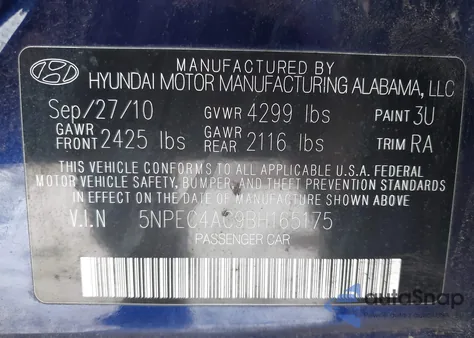 MANUFACTURED BY
HYUNDAI MOTOR MANUFACTURING ALABAMA, LLC
Sep/27/10 GVWR 4299 lbs PAINT 3U
GAWR FRONT 2425 lbs GAWR REAR 2116 lbs TRIM RA
THIS VEHICLE CONFORMS TO ALL APPLICABLE U.S.A. FEDERAL
MOTOR VEHICLE SAFETY, BUMPER, AND THEFT PREVENTION STANDARDS
IN EFFECT ON THE DATE OF MANUFACTURE SHOWN ABOVE.
V.I.N 5NPEC4AC9BH165175
PASSENGER CAR
autoSnap